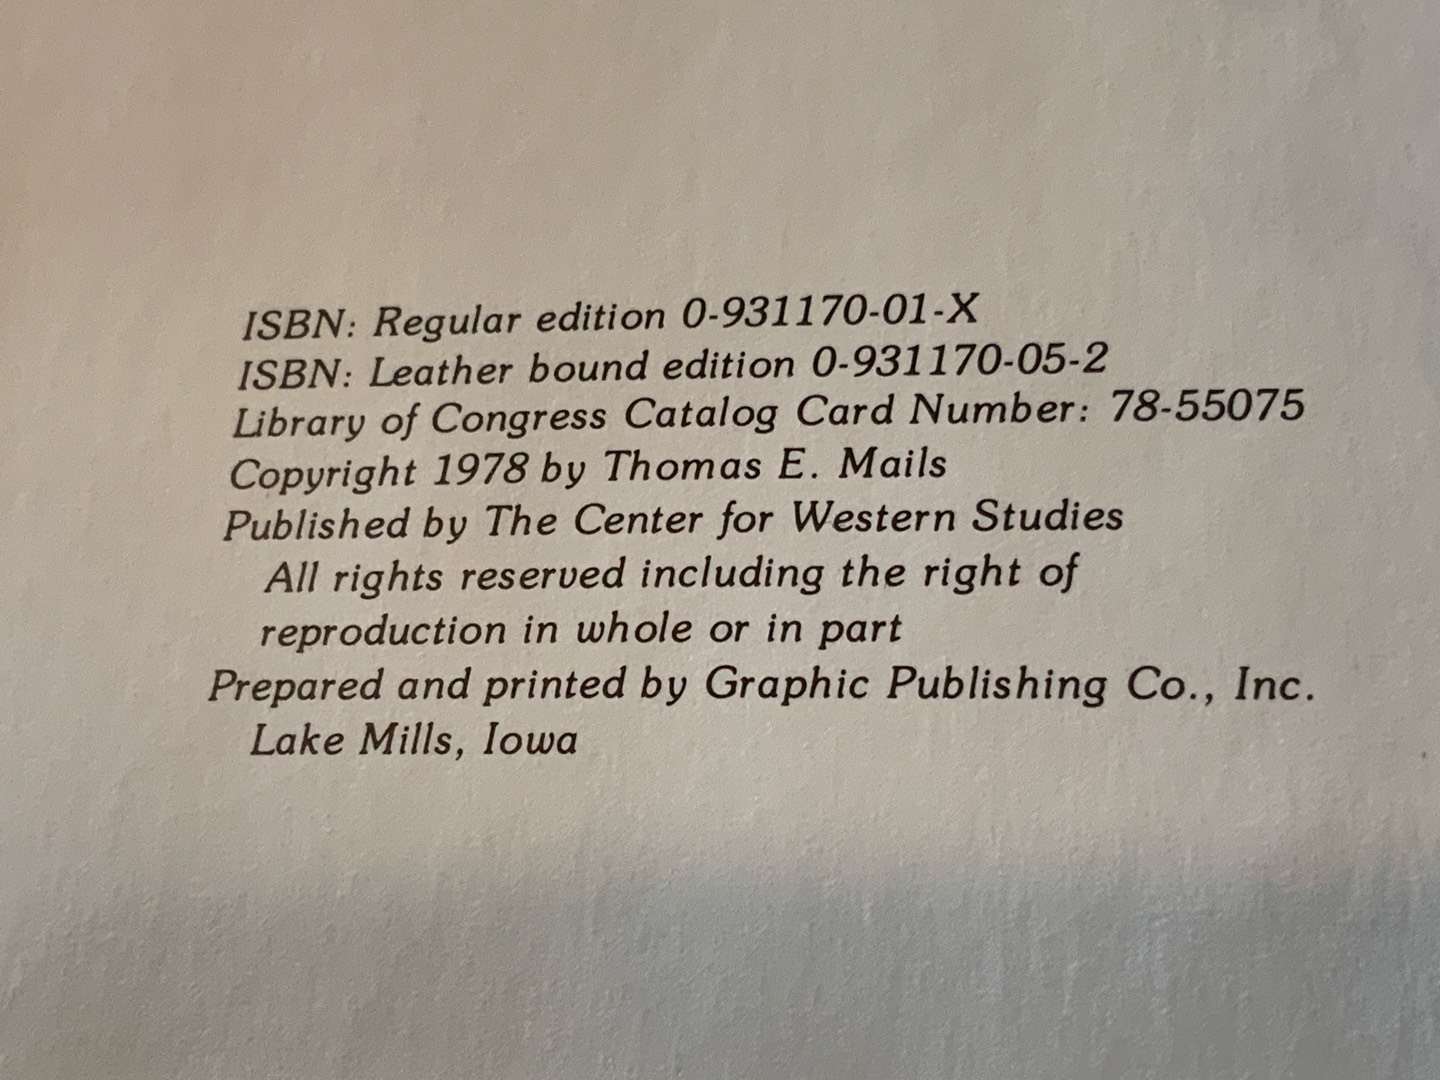 ISBN: Regular edition 0-931170-01-X
ISBN: Leather bound edition 0-931170-05-2
Library of Congress Catalog Card Number: 78-55075
Copyright 1978 by Thomas E. Mails
Published by The Center for Western Studies
All rights reserved including the right of
reproduction in whole or in part
Prepared and printed by Graphic Publishing Co., Inc.
Lake Mills, Iowa